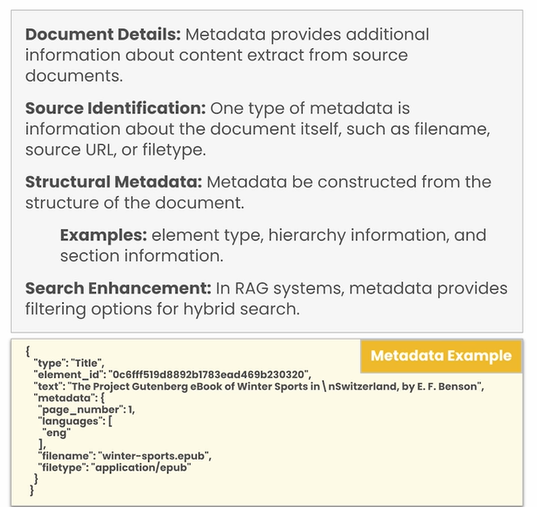 Document Details: Metadata provides additional
information about content extract from source
documents.
Source Identification: One type of metadata is
information about the document itself, such as filename,
source URL, or filetype.
Structural Metadata: Metadata be constructed from the
structure of the document.
Examples: element type, hierarchy information, and
section information.
Search Enhancement: In RAG systems, metadata provides
filtering options for hybrid search.
Metadata Example
{
"type": "Title",
"element_id": "0c6fff519d8892b1783ead469b230320",
"text": "The Project Gutenberg eBook of Winter Sports in\nSwitzerland, by E. F. Benson",
"metadata": {
"page_number": 1,
"languages": [
"eng"
],
"filename": "winter-sports.epub",
"filetype": "application/epub"
}
}